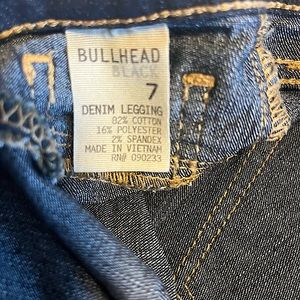 BULLHEAD
BLACK
7
DENIM LEGGING
82% COTTON
16% POLYESTER
2% SPANDEX
MADE IN VIETNAM
RN# 090233